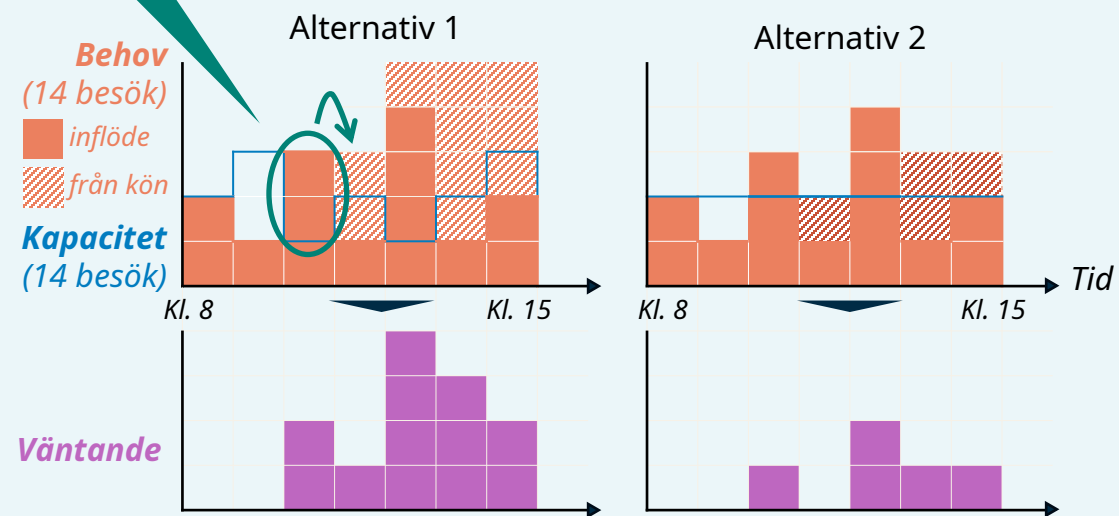 Alternativ 1
Alternativ 2
Behov
(14 besök)
inflöde
från kön
Kapacitet
(14 besök)
Tid
Kl. 8
Kl. 15
Kl. 8
Kl. 15
Väntande